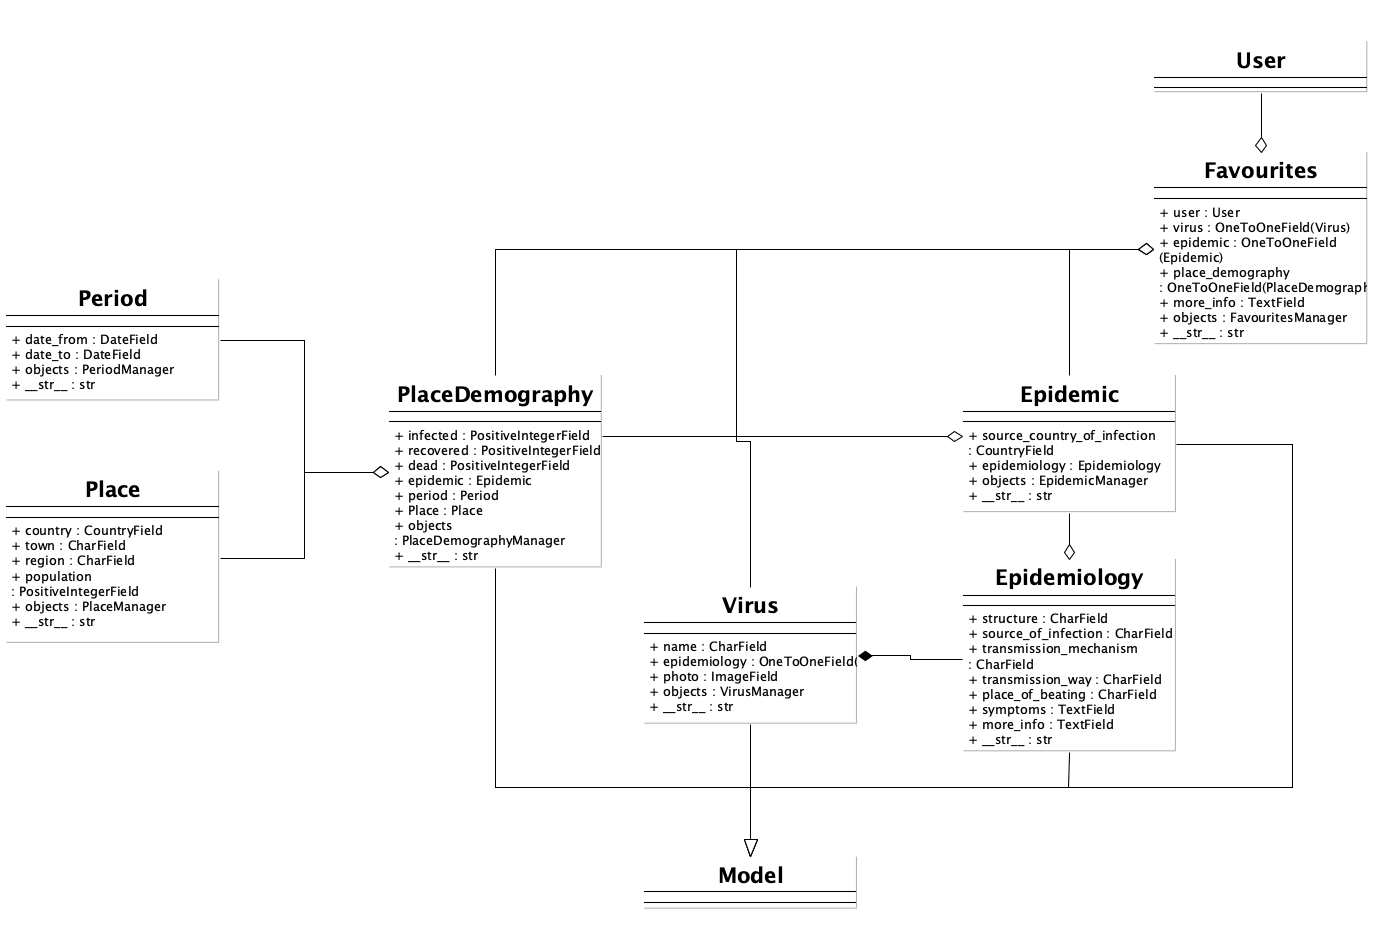 User
Favourites
+ user : User
+ virus : OneToOneField(Virus)
+ epidemic : OneToOneField
(Epidemic)
+ place_demography
: OneToOneField(PlaceDemograph
+ more_info : TextField
+ objects : FavouritesManager
+ __str__ : str
Period
+ date_from : DateField
+ date_to : DateField
+ objects : PeriodManager
+ __str__ : str
PlaceDemography
+ infected : PositiveIntegerField
+ recovered : PositiveIntegerField
+ dead : PositiveIntegerField
+ epidemic : Epidemic
+ period : Period
+ Place : Place
+ objects
: PlaceDemographyManager
+ __str__ : str
Epidemic
+ source_country_of_infection
: CountryField
+ epidemiology : Epidemiology
+ objects : EpidemicManager
+ __str__ : str
Place
+ country : CountryField
+ town : CharField
+ region : CharField
+ population
: PositiveIntegerField
+ objects : PlaceManager
+ __str__ : str
Virus
+ name : CharField
+ epidemiology : OneToOneField(
+ photo : ImageField
+ objects : VirusManager
+ __str__ : str
Epidemiology
+ structure : CharField
+ source_of_infection : CharField
+ transmission_mechanism
: CharField
+ transmission_way : CharField
+ place_of_beating : CharField
+ symptoms : TextField
+ more_info : TextField
+ __str__ : str
Model